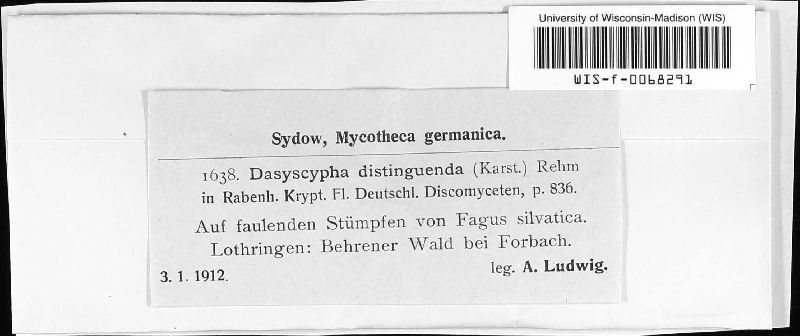 University of Wisconsin-Madison (WIS)
WIS-f-0068291
Sydow, Mycotheca germanica.
1638. Dasyscypha distinguenda (Karst.) Rehm
in Rabenh. Krypt. Fl. Deutschl. Discomyceten, p. 836.
Auf faulenden Stümpfen von Fagus silvatica.
Lothringen: Behrener Wald bei Forbach.
3. 1. 1912.
leg. A. Ludwig.